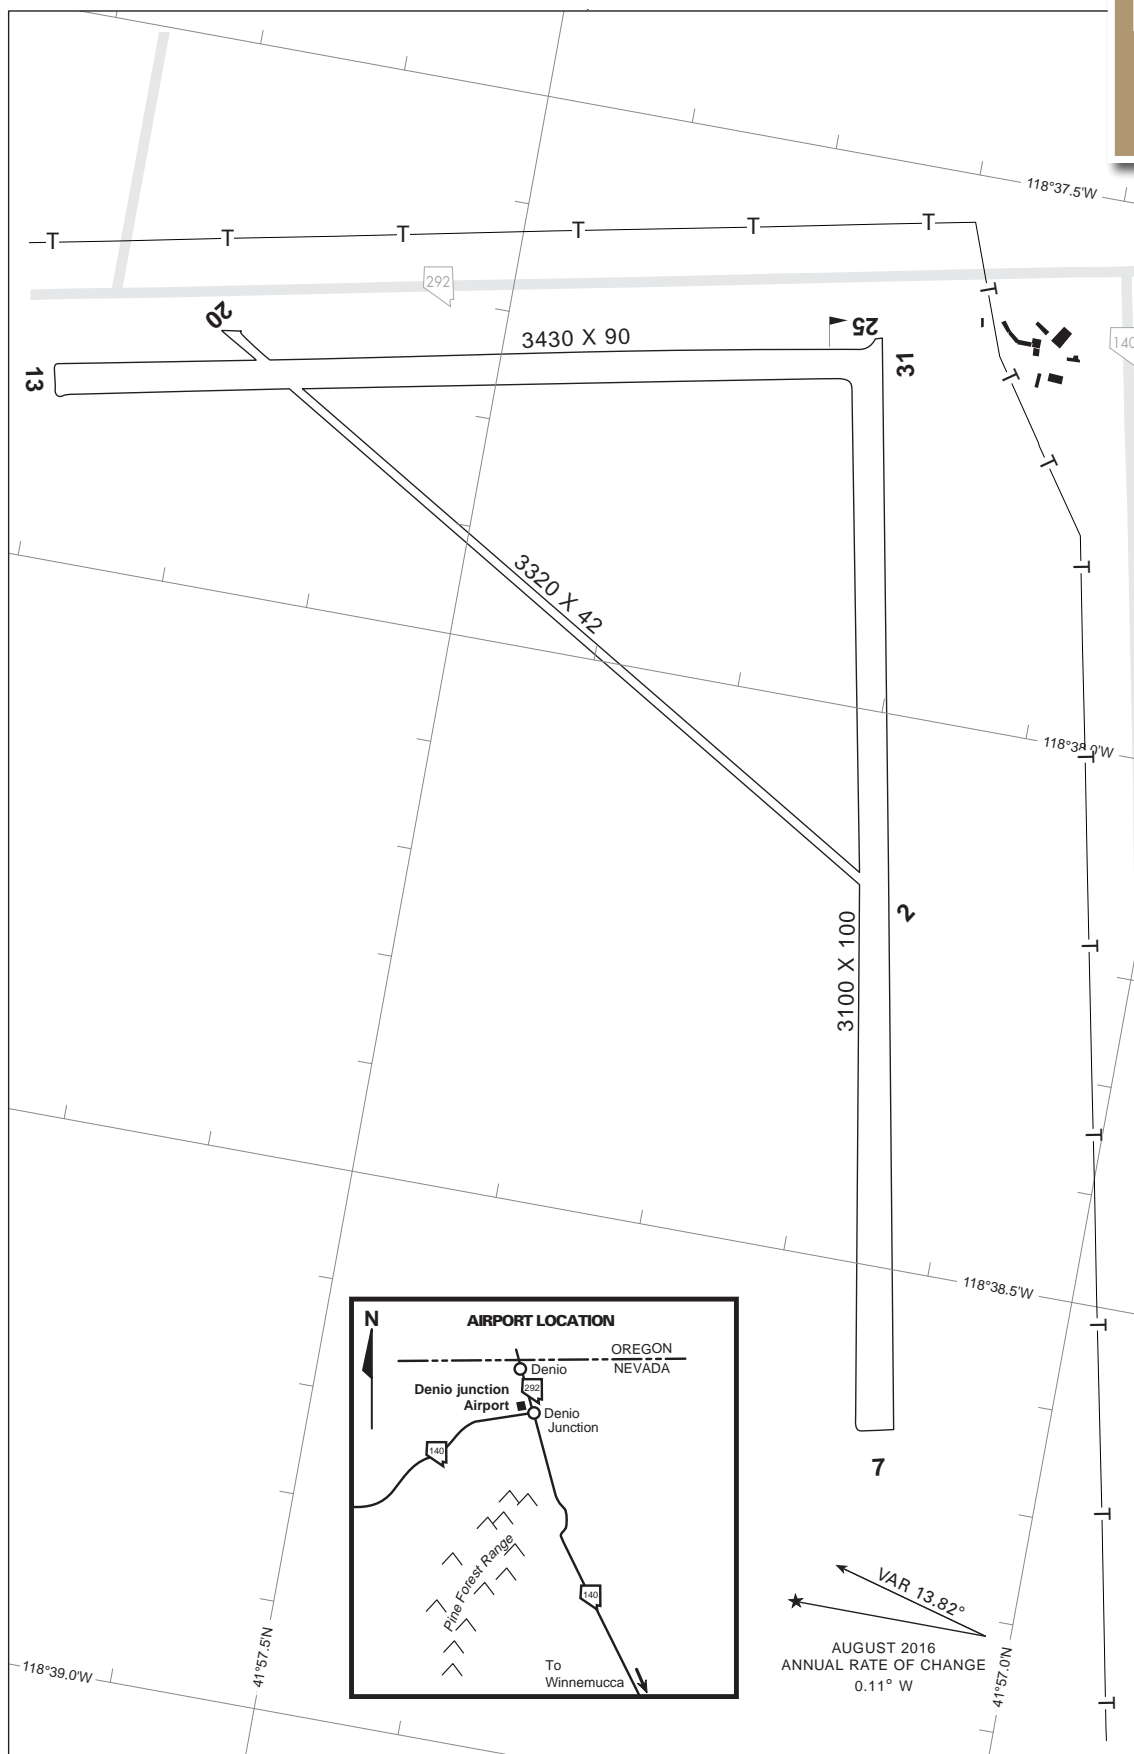 118°37.5'W
T T T T T T
292
20
3430 X 90
25
T
13
31
140
T
T
3320 X 42
T
118°38.0'W
T
2
3100 X 100
T
T
118°38.5'W
T
N
AIRPORT LOCATION
OREGON
Denio
NEVADA
Denio junction
Airport
292
Denio
Junction
140
7
Pine Forest Range
T
VAR 13.82°
140
41°57.5'N
41°57.0'N
AUGUST 2016
ANNUAL RATE OF CHANGE
0.11° W
To
Winnemucca
118°39.0'W
T